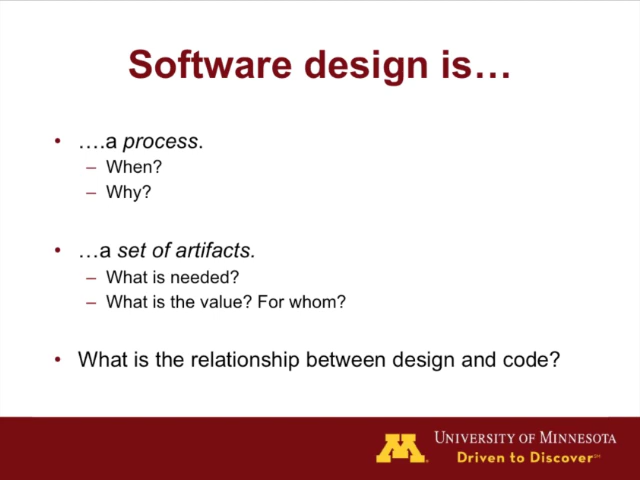 Software design is…
• ….a process.
– When?
– Why?
• …a set of artifacts.
– What is needed?
– What is the value? For whom?
• What is the relationship between design and code?
M
UNIVERSITY OF MINNESOTA
Driven to Discover℠